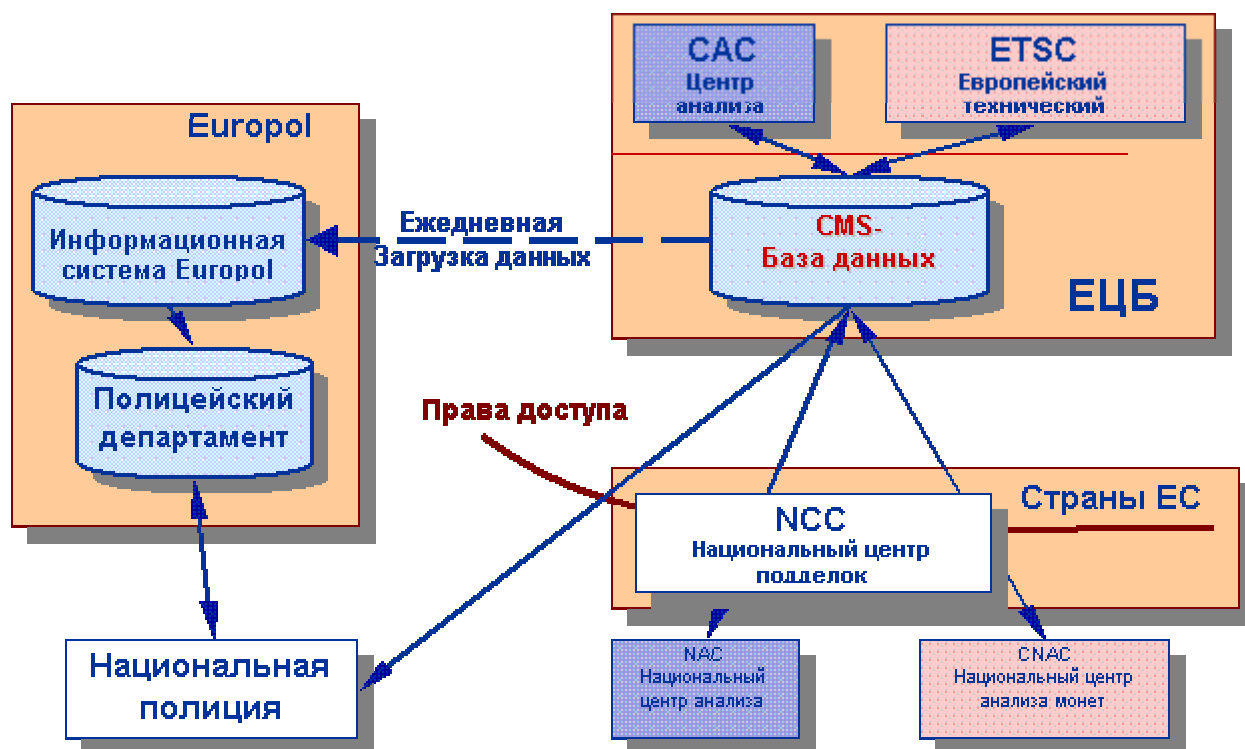 CAC
Центр
анализа
ETSC
Европейский
технический
Europol
Информационная
система Europol
Ежедневная
Загрузка данных
CMS-
База данных
ЕЦБ
Полицейский
департамент
Права доступа
Страны ЕС
NCC
Национальный центр
подделок
Национальная
полиция
NAC
Национальный
центр анализа
CNAC
Национальный центр
анализа монет